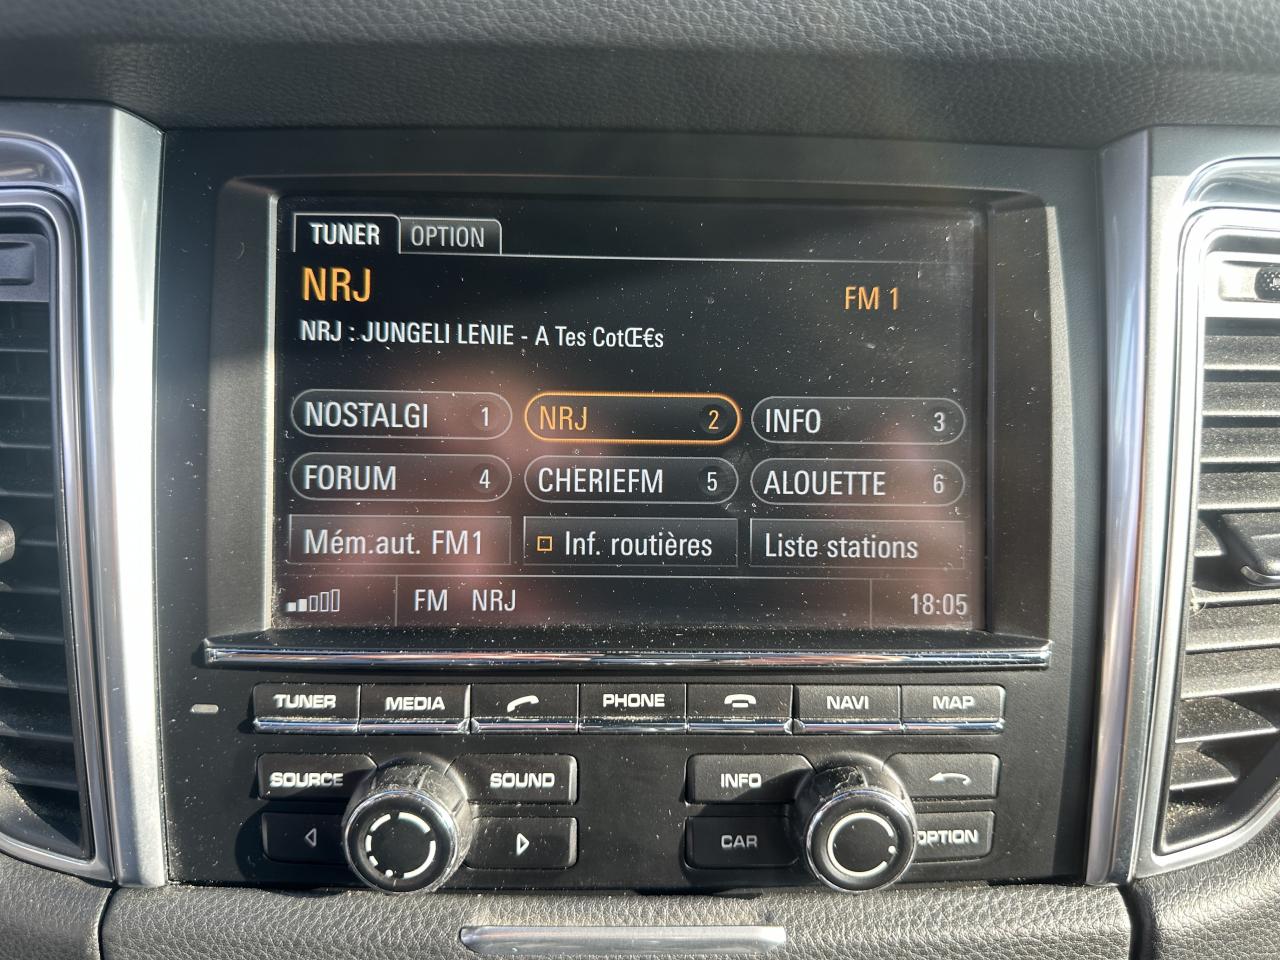 TUNER OPTION
NRJ FM 1
NRJ : JUNGELI LENIE - A Tes CotŒ€s
NOSTALGI 1 NRJ 2 INFO 3
FORUM 4 CHERIEFM 5 ALOUETTE 6
Mém.aut. FM1 Inf. routières Liste stations
FM NRJ 18:05
TUNER MEDIA PHONE NAVI MAP
SOURCE SOUND INFO
CAR OPTION